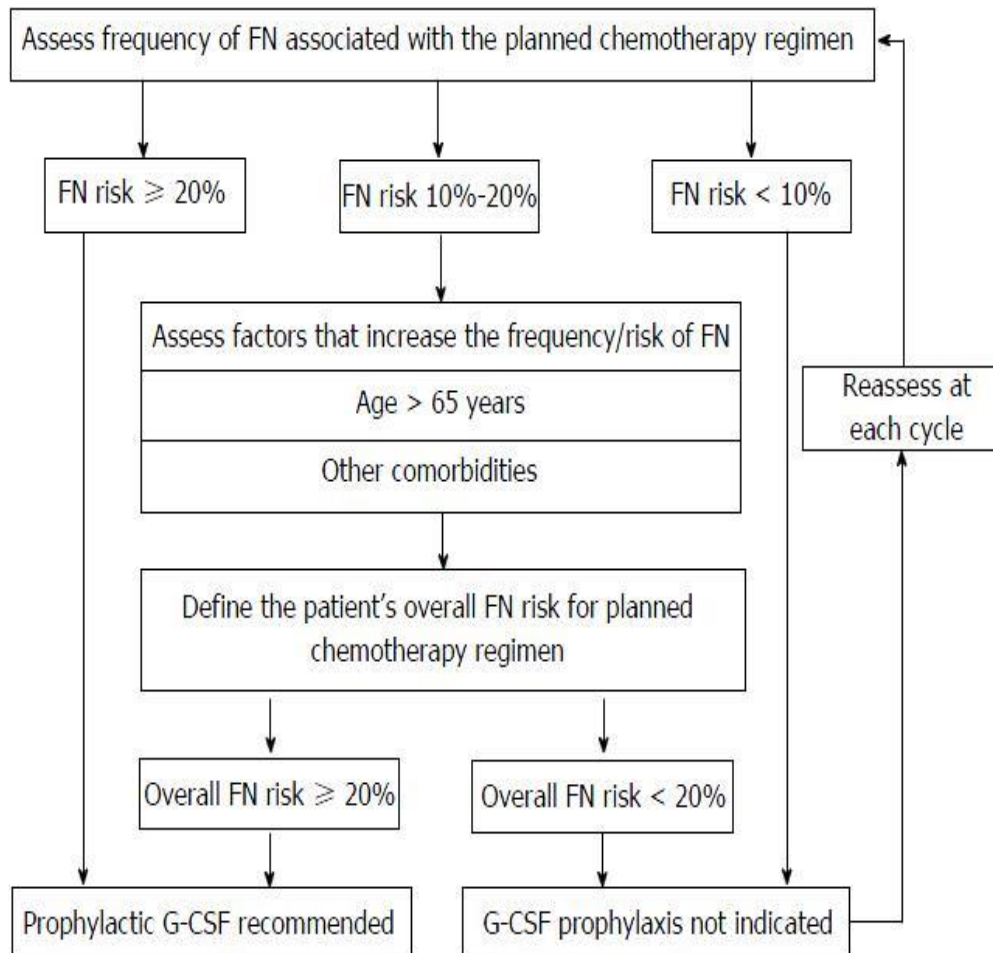 Assess frequency of FN associated with the planned chemotherapy regimen
FN risk ⩾ 20%
FN risk 10%-20%
FN risk < 10%
Assess factors that increase the frequency/risk of FN
Age > 65 years
Other comorbidities
Reassess at
each cycle
Define the patient’s overall FN risk for planned
chemotherapy regimen
Overall FN risk ⩾ 20%
Overall FN risk < 20%
Prophylactic G-CSF recommended
G-CSF prophylaxis not indicated